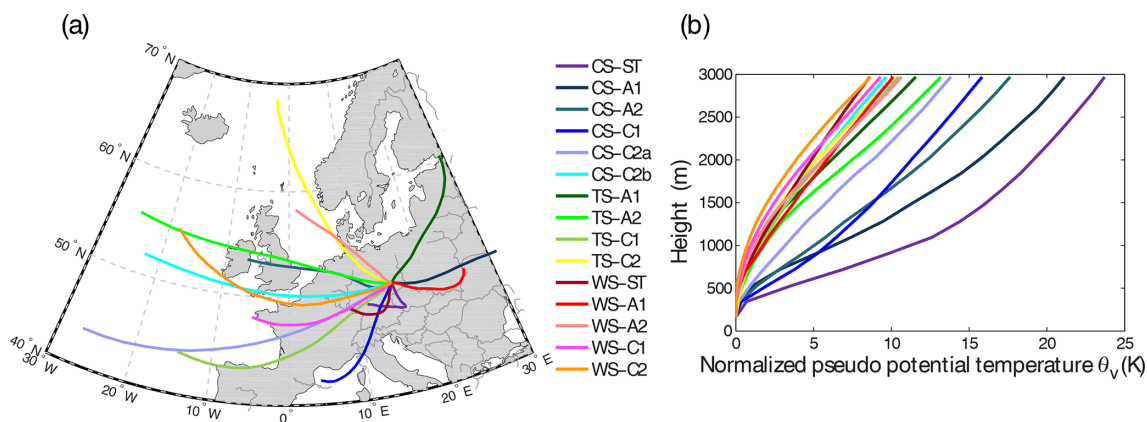 (a)
70 ° N
60 ° N
50 ° N
40 ° N
30 ° W
20 ° W
10 ° W
0
10 ° E
20 ° E
30 ° E
CS-ST
CS-A1
CS-A2
CS-C1
CS-C2a
CS-C2b
TS-A1
TS-A2
TS-C1
TS-C2
WS-ST
WS-A1
WS-A2
WS-C1
WS-C2
(b)
Height (m)
3000
2500
2000
1500
1000
500
0
0 5 10 15 20 25
Normalized pseudo potential temperature θv(K)